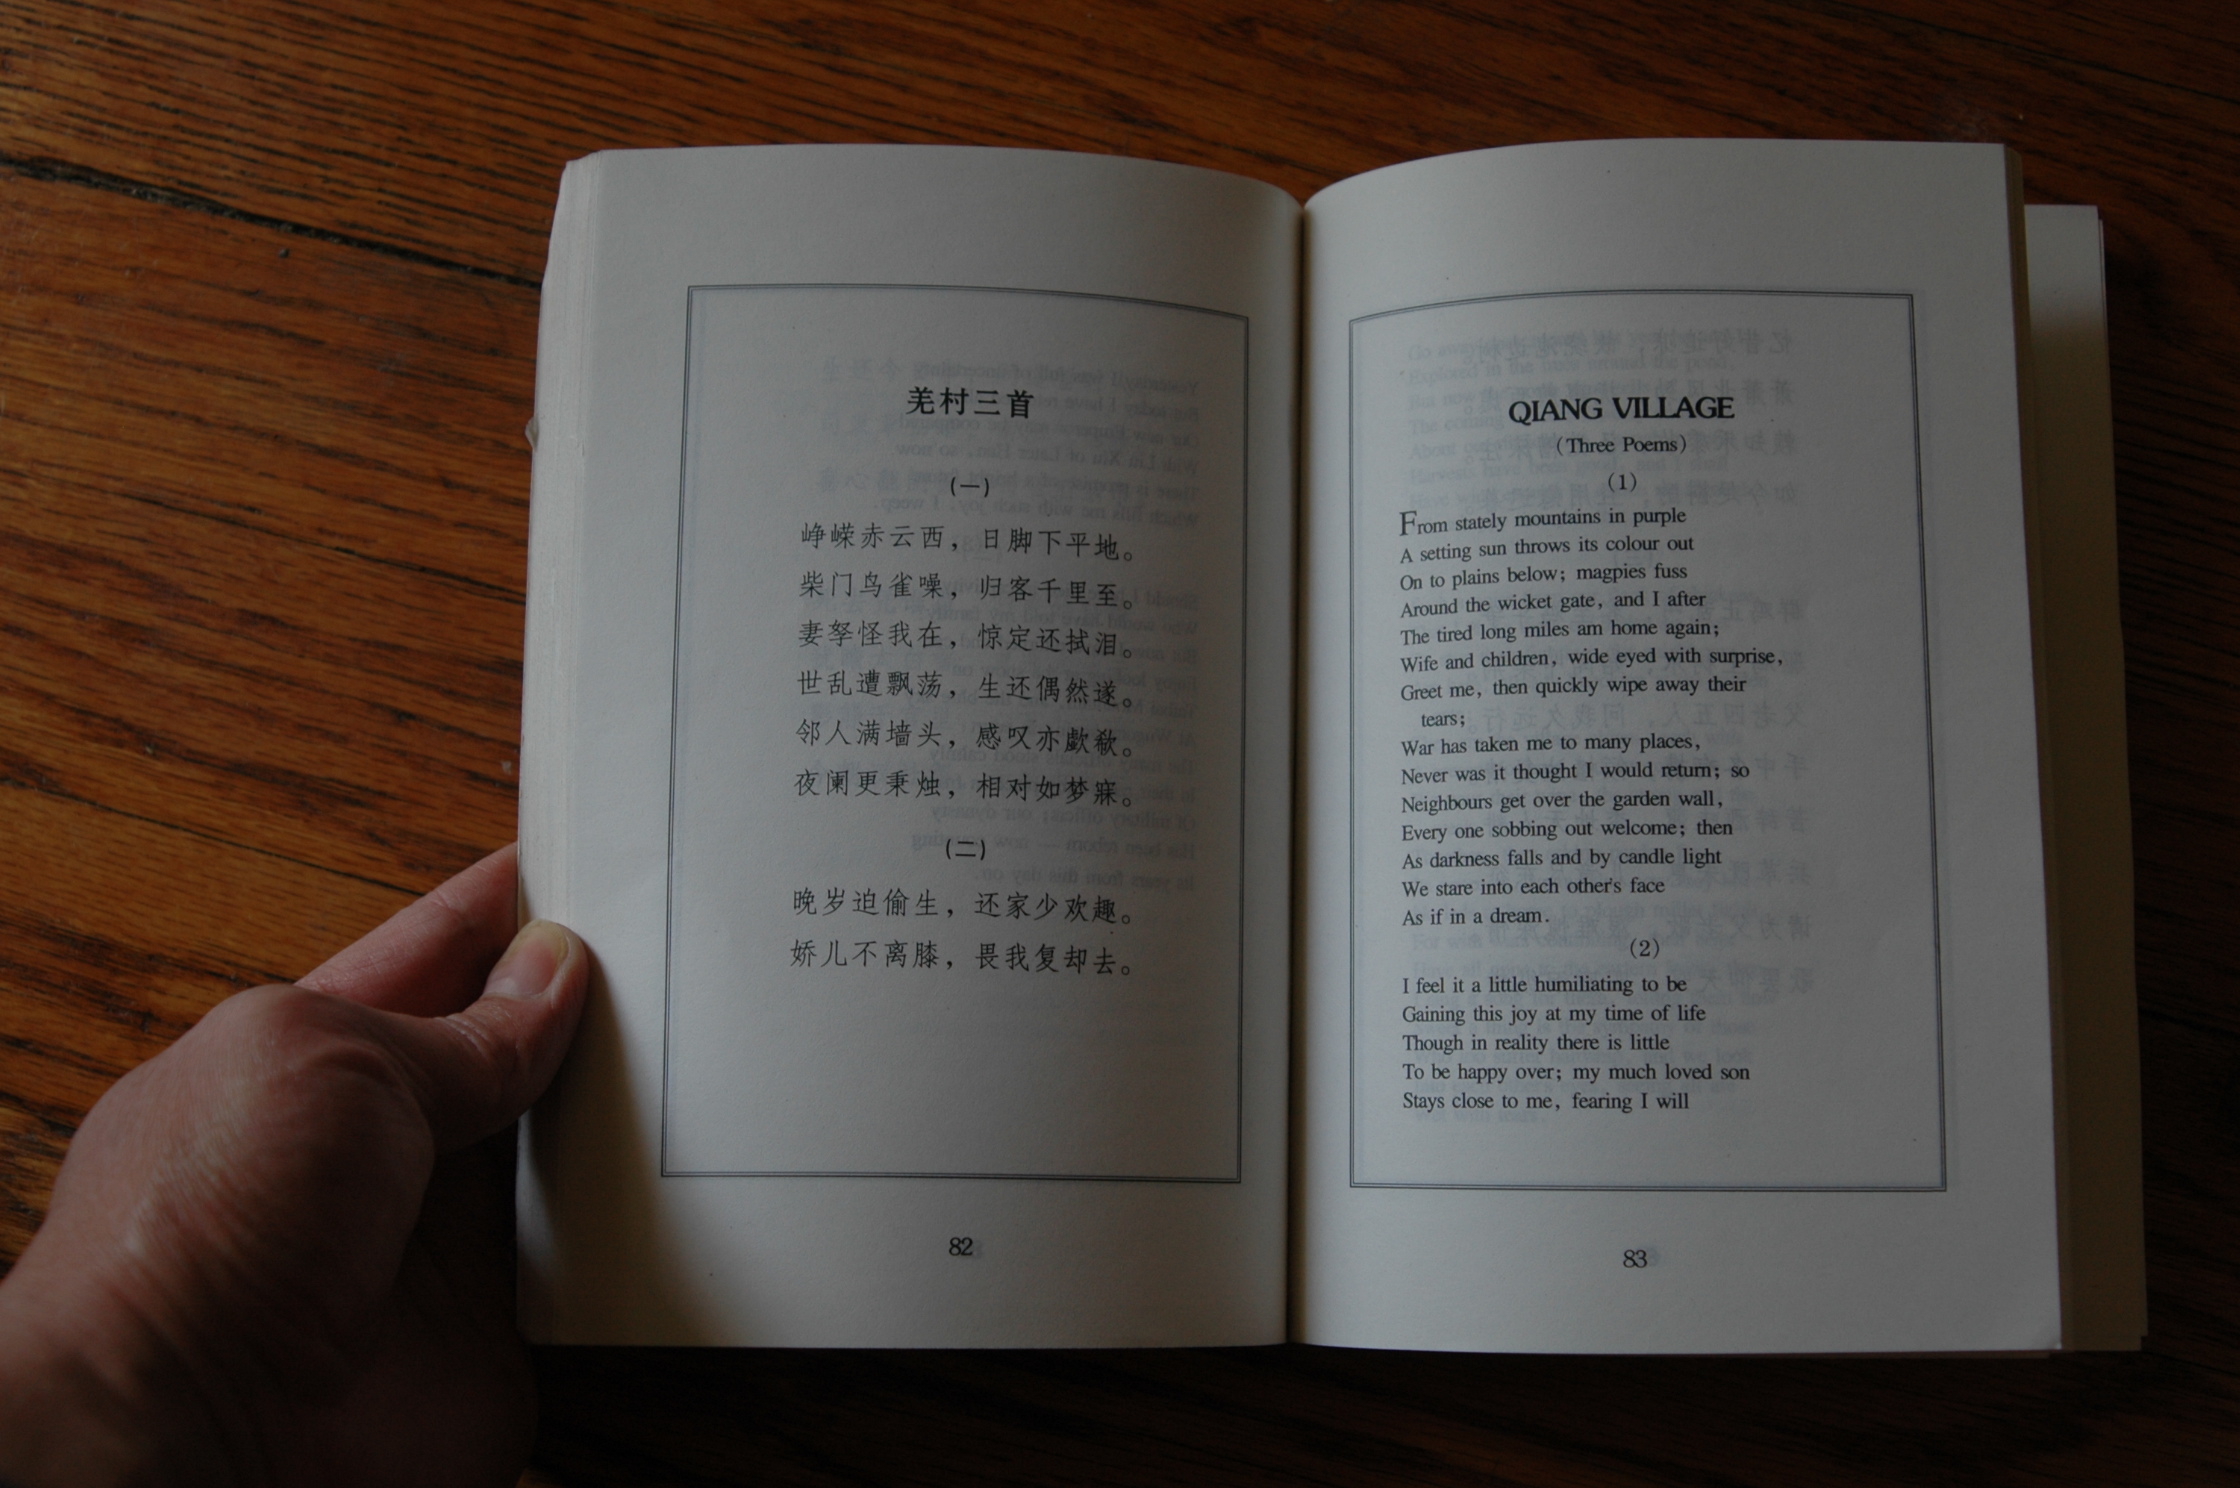 羌村三首
(一)
峥嵘赤云西，日脚下平地。
柴门鸟雀噪，归客千里至。
妻孥怪我在，惊定还拭泪。
世乱遭飘荡，生还偶然遂。
邻人满墙头，感叹亦歔欷。
夜阑更秉烛，相对如梦寐。
(二)
晚岁迫偷生，还家少欢趣。
娇儿不离膝，畏我复却去。
82
QIANG VILLAGE
(Three Poems)
(1)
From stately mountains in purple
A setting sun throws its colour out
On to plains below; magpies fuss
Around the wicket gate, and I after
The tired long miles am home again;
Wife and children, wide eyed with surprise,
Greet me, then quickly wipe away their
tears;
War has taken me to many places,
Never was it thought I would return; so
Neighbours get over the garden wall,
Every one sobbing out welcome; then
As darkness falls and by candle light
We stare into each other's face
As if in a dream.
(2)
I feel it a little humiliating to be
Gaining this joy at my time of life
Though in reality there is little
To be happy over; my much loved son
Stays close to me, fearing I will
83